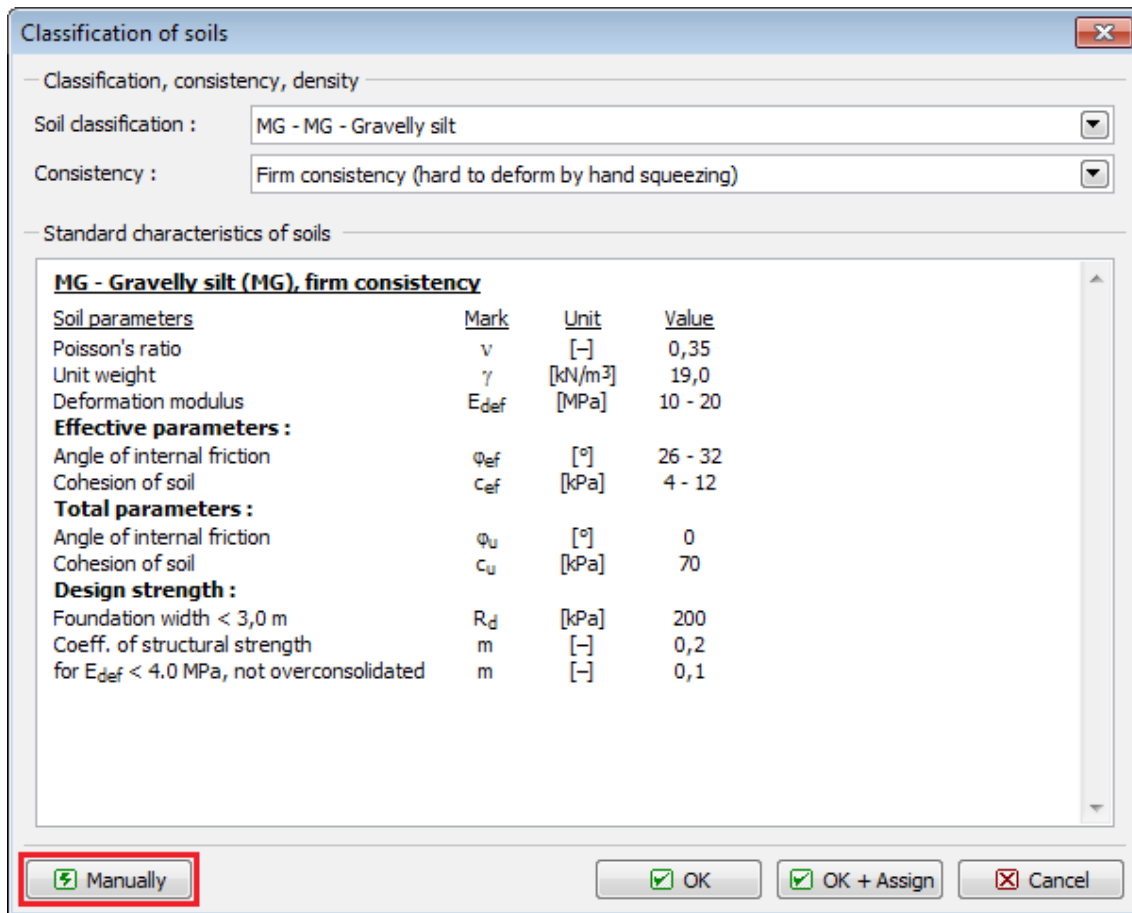 Classification of soils
Classification, consistency, density
Soil classification : MG - MG - Gravelly silt
Consistency : Firm consistency (hard to deform by hand squeezing)
Standard characteristics of soils
MG - Gravelly silt (MG), firm consistency
Soil parameters Mark Unit Value
Poisson's ratio ν [–] 0,35
Unit weight γ [kN/m³] 19,0
Deformation modulus Edef [MPa] 10 - 20
Effective parameters :
Angle of internal friction φef [°] 26 - 32
Cohesion of soil cef [kPa] 4 - 12
Total parameters :
Angle of internal friction φu [°] 0
Cohesion of soil cu [kPa] 70
Design strength :
Foundation width < 3,0 m Rd [kPa] 200
Coeff. of structural strength m [–] 0,2
for Edef < 4.0 MPa, not overconsolidated m [–] 0,1
Manually OK OK + Assign Cancel